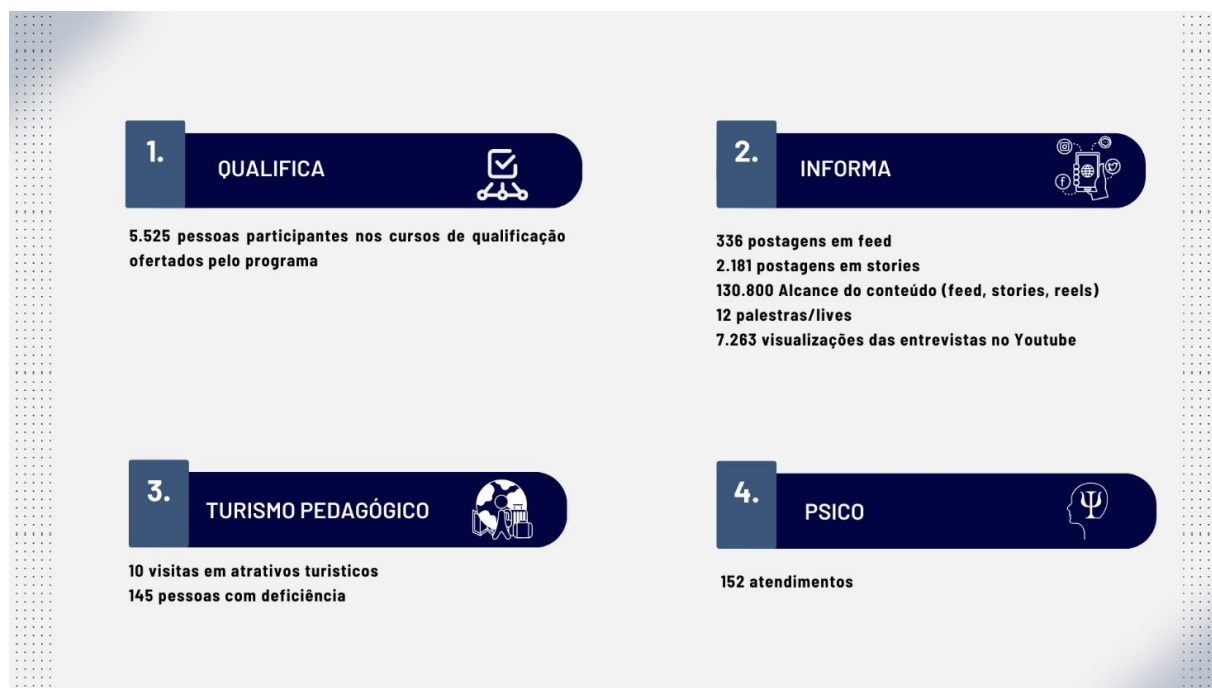 1.
QUALIFICA
5.525 pessoas participantes nos cursos de qualificação
ofertados pelo programa
2.
INFORMA
336 postagens em feed
2.181 postagens em stories
130.800 Alcance do conteúdo (feed, stories, reels)
12 palestras/lives
7.263 visualizações das entrevistas no Youtube
3.
TURISMO PEDAGÓGICO
10 visitas em atrativos turisticos
145 pessoas com deficiência
4.
PSICO
152 atendimentos